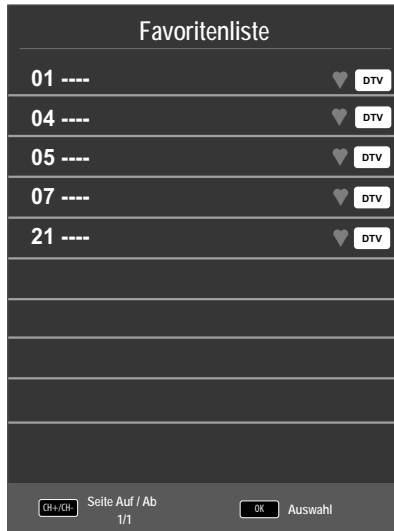 Favoritenliste
01 ---- DTV
04 ---- DTV
05 ---- DTV
07 ---- DTV
21 ---- DTV
CH+/CH- Seite Auf / Ab OK Auswahl
1/1